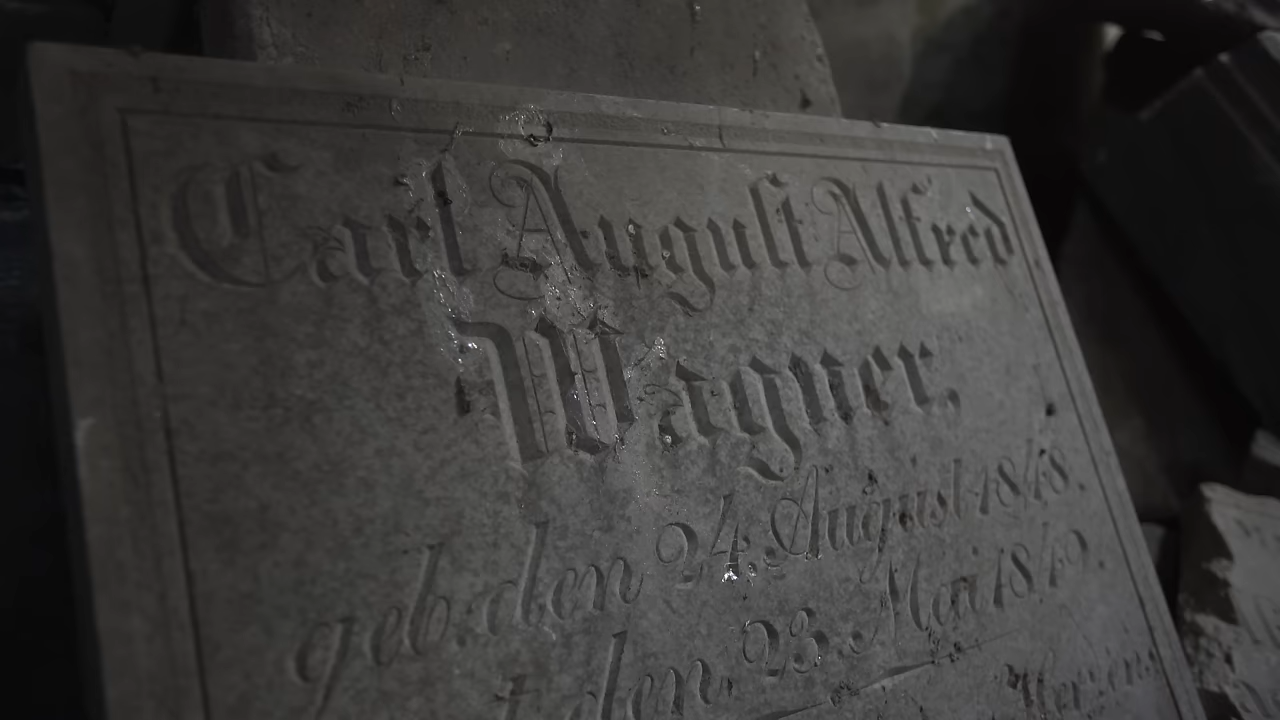 Carl August Alfred
Wagner,
geb. den 24. August 1848.
† den 23. Mai 1849.